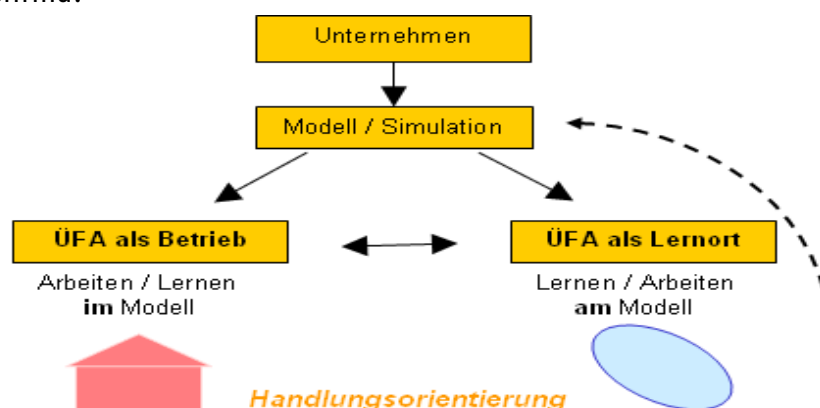 Unternehmen
Modell / Simulation
ÜFA als Betrieb
ÜFA als Lernort
Arbeiten / Lernen
im Modell
Lernen / Arbeiten
am Modell
Handlungsorientierung